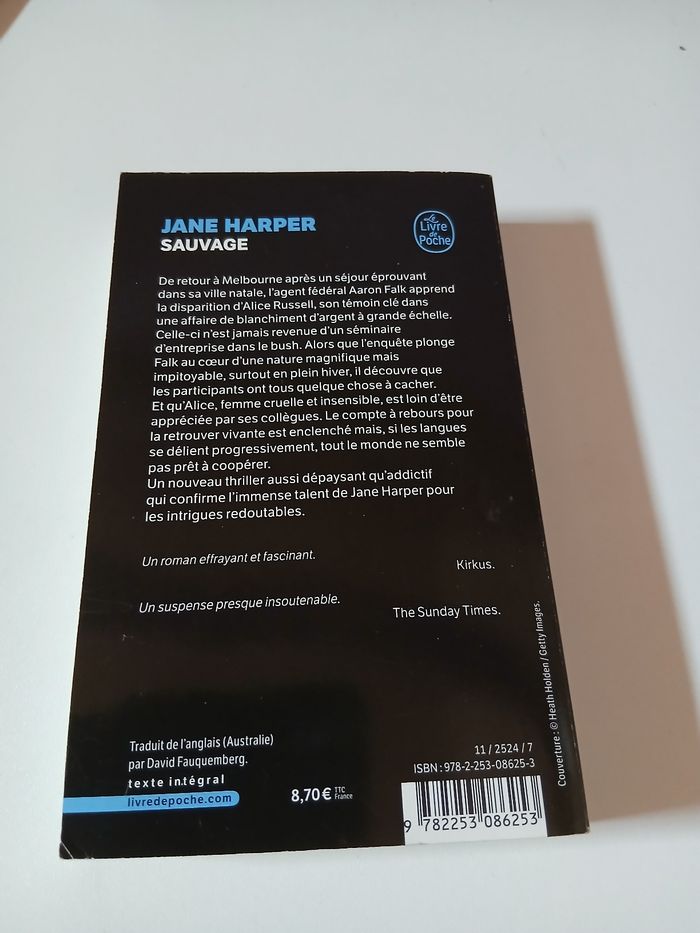 JANE HARPER
SAUVAGE
Le
Livre
de
Poche
De retour à Melbourne après un séjour éprouvant
dans sa ville natale, l'agent fédéral Aaron Falk apprend
la disparition d'Alice Russell, son témoin clé dans
une affaire de blanchiment d'argent à grande échelle.
Celle-ci n'est jamais revenue d'un séminaire
d'entreprise dans le bush. Alors que l'enquête plonge
Falk au cœur d'une nature magnifique mais
impitoyable, surtout en plein hiver, il découvre que
les participants ont tous quelque chose à cacher.
Et qu'Alice, femme cruelle et insensible, est loin d'être
appréciée par ses collègues. Le compte à rebours pour
la retrouver vivante est enclenché mais, si les langues
se délient progressivement, tout le monde ne semble
pas prêt à coopérer.
Un nouveau thriller aussi dépaysant qu'addictif
qui confirme l'immense talent de Jane Harper pour
les intrigues redoutables.
Un roman effrayant et fascinant.
Kirkus.
Un suspense presque insoutenable.
The Sunday Times.
Traduit de l'anglais (Australie)
par David Fauquemberg.
texte intégral
livredepoche.com
8,70 € TTC
France
11 / 2524 / 7
ISBN : 978-2-253-08625-3
9 782253 086253
Couverture : © Heath Holden / Getty Images.